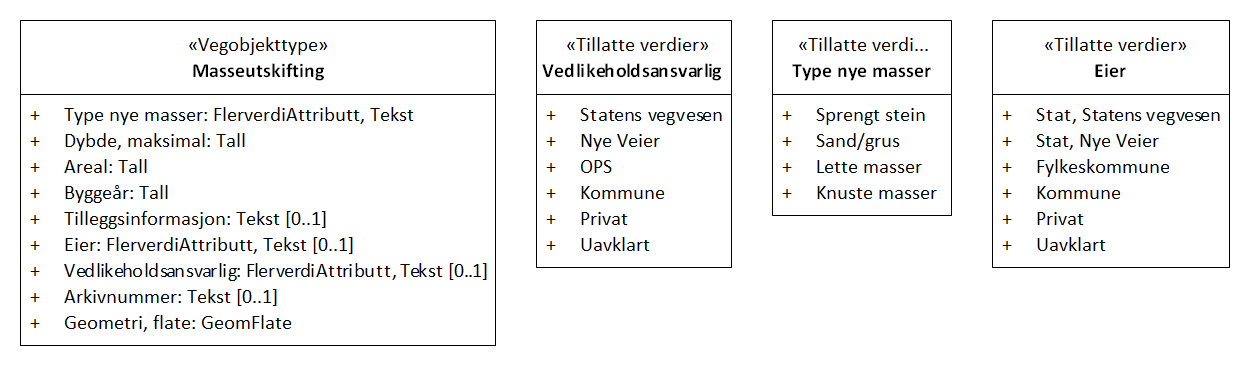 «Vegobjekttype»
Masseutskifting
+ Type nye masser: FlerverdiAttributt, Tekst
+ Dybde, maksimal: Tall
+ Areal: Tall
+ Byggeår: Tall
+ Tilleggsinformasjon: Tekst [0..1]
+ Eier: FlerverdiAttributt, Tekst [0..1]
+ Vedlikeholdsansvarlig: FlerverdiAttributt, Tekst [0..1]
+ Arkivnummer: Tekst [0..1]
+ Geometri, flate: GeomFlate
«Tillatte verdier»
Vedlikeholdsansvarlig
+ Statens vegvesen
+ Nye Veier
+ OPS
+ Kommune
+ Privat
+ Uavklart
«Tillatte verdi...
Type nye masser
+ Sprengt stein
+ Sand/grus
+ Lette masser
+ Knuste masser
«Tillatte verdier»
Eier
+ Stat, Statens vegvesen
+ Stat, Nye Veier
+ Fylkeskommune
+ Kommune
+ Privat
+ Uavklart